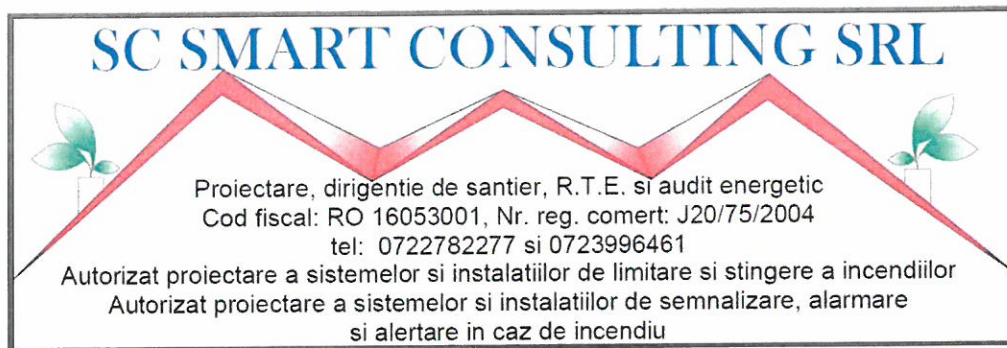 SC SMART CONSULTING SRL
Proiectare, dirigentie de santier, R.T.E. si audit energetic
Cod fiscal: RO 16053001, Nr. reg. comert: J20/75/2004
tel: 0722782277 si 0723996461
Autorizat proiectare a sistemelor si instalatiilor de limitare si stingere a incendiilor
Autorizat proiectare a sistemelor si instalatiilor de semnalizare, alarmare
si alertare in caz de incendiu